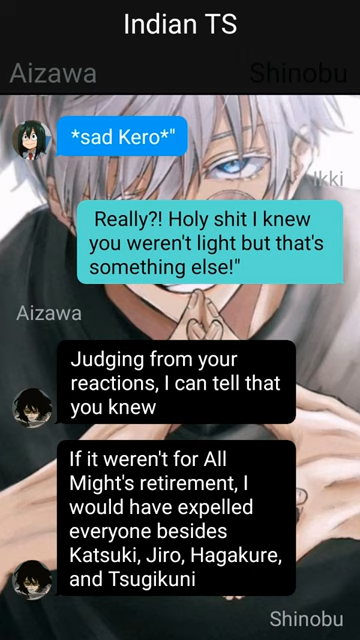 Indian TS
Aizawa
Shinobu
*sad Kero*"
Ikki
Really?! Holy shit I knew
you weren't light but that's
something else!"
Aizawa
Judging from your
reactions, I can tell that
you knew
If it weren't for All
Might's retirement, I
would have expelled
everyone besides
Katsuki, Jiro, Hagakure,
and Tsugikuni
Shinobu